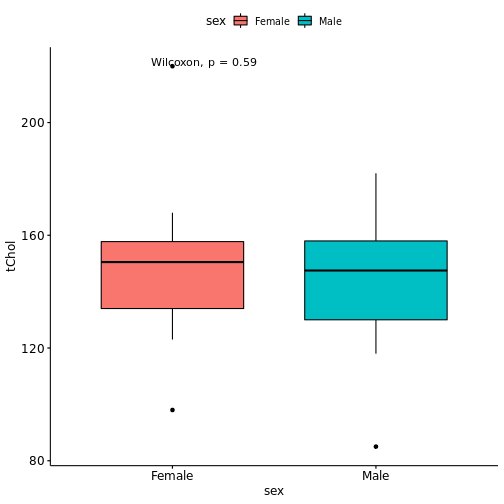 sex Female Male
Wilcoxon, p = 0.59
tChol
200
160
120
80
Female Male
sex